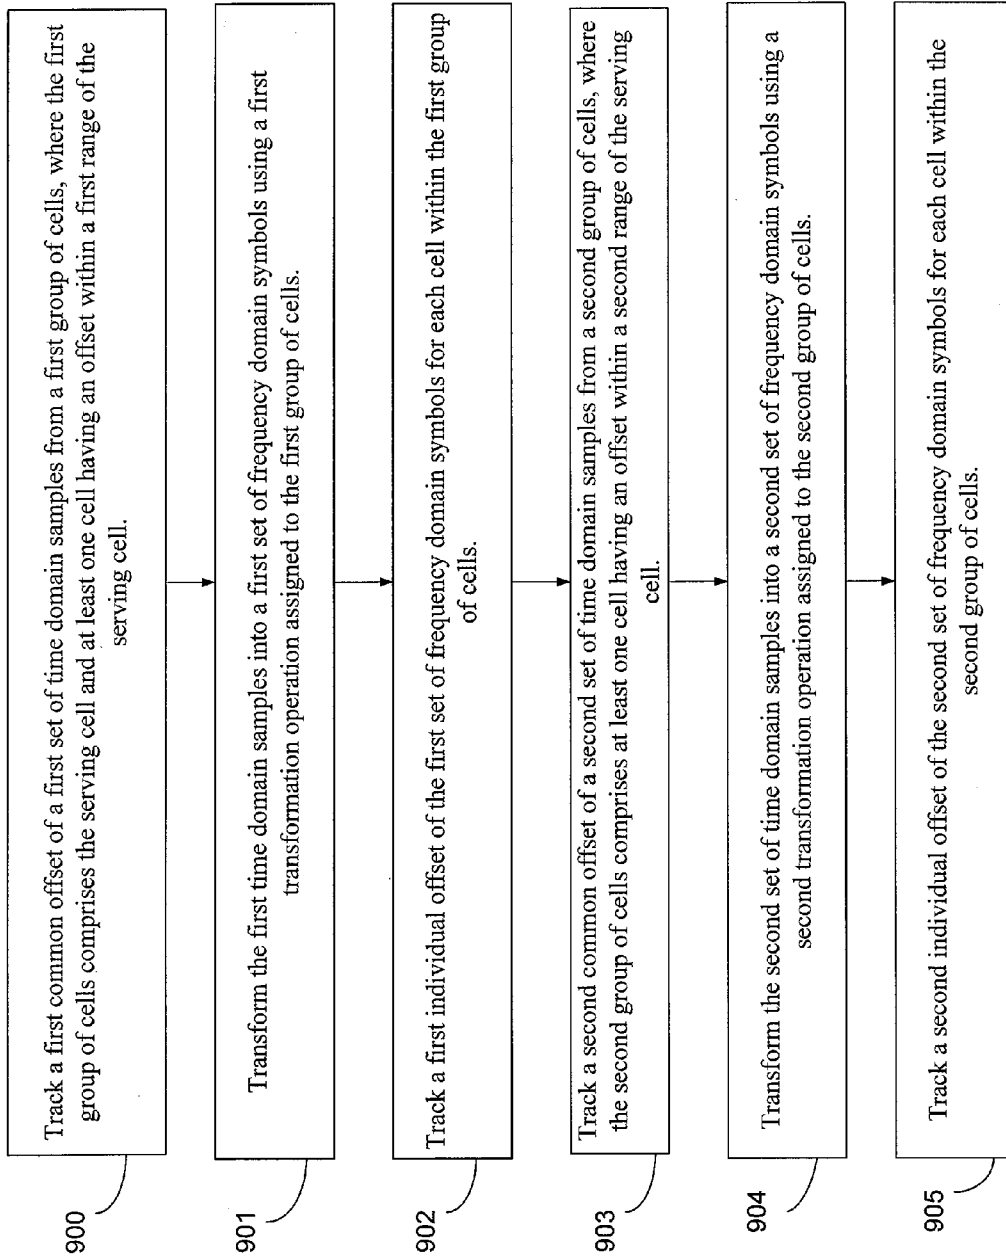 Track a first common offset of a first set of time domain samples from a first group of cells, where the first
group of cells comprises the serving cell and at least one cell having an offset within a first range of the
serving cell.
900
Transform the first time domain samples into a first set of frequency domain symbols using a first
transformation operation assigned to the first group of cells.
901
Track a first individual offset of the first set of frequency domain symbols for each cell within the first group
of cells.
902
Track a second common offset of a second set of time domain samples from a second group of cells, where
the second group of cells comprises at least one cell having an offset within a second range of the serving
cell.
903
Transform the second set of time domain samples into a second set of frequency domain symbols using a
second transformation operation assigned to the second group of cells.
904
Track a second individual offset of the second set of frequency domain symbols for each cell within the
second group of cells.
905